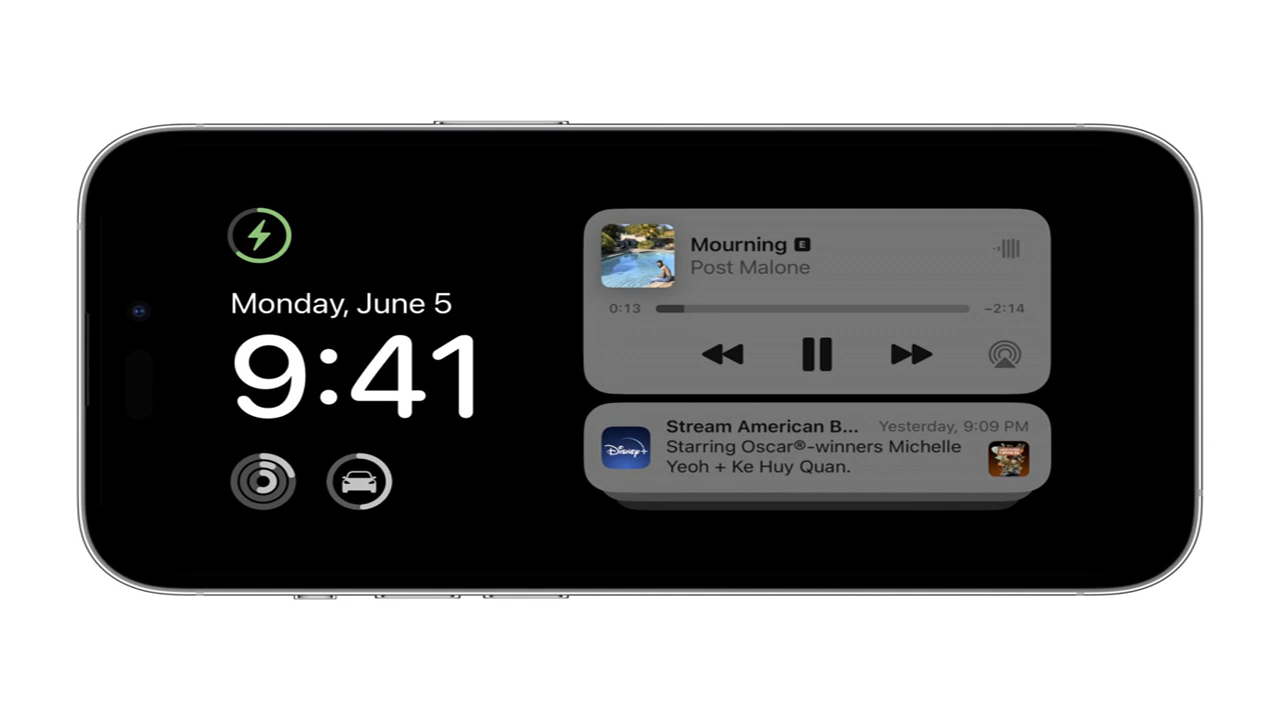 Monday, June 5
9:41
Mourning E
Post Malone
0:13
−2:14
Stream American B...
Yesterday, 9:09 PM
Disney+
Starring Oscar®-winners Michelle
Yeoh + Ke Huy Quan.